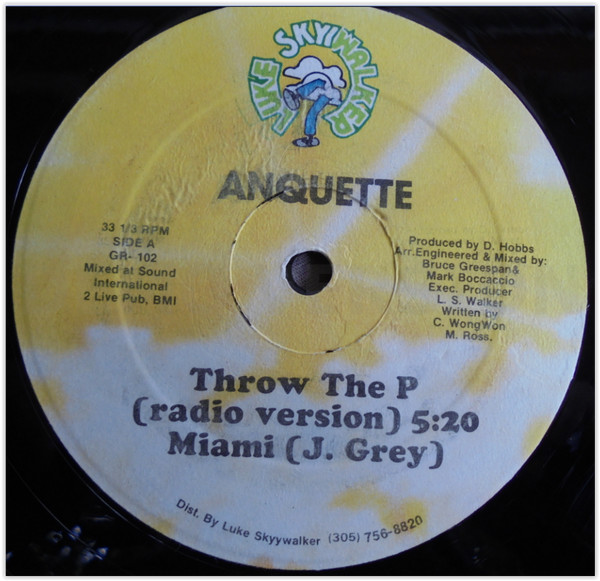 LUKE SKYYWALKER
ANQUETTE
33 1/3 RPM
SIDE A
GR- 102
Mixed at Sound
International
2 Live Pub, BMI
Produced by D. Hobbs
Arr.Engineered & Mixed by:
Bruce Greespan&
Mark Boccaccio
Exec. Producer
L. S. Walker
Written by
C. WongWon
M. Ross.
Throw The P
(radio version) 5:20
Miami (J. Grey)
Dist. By Luke Skyywalker (305) 756-8820